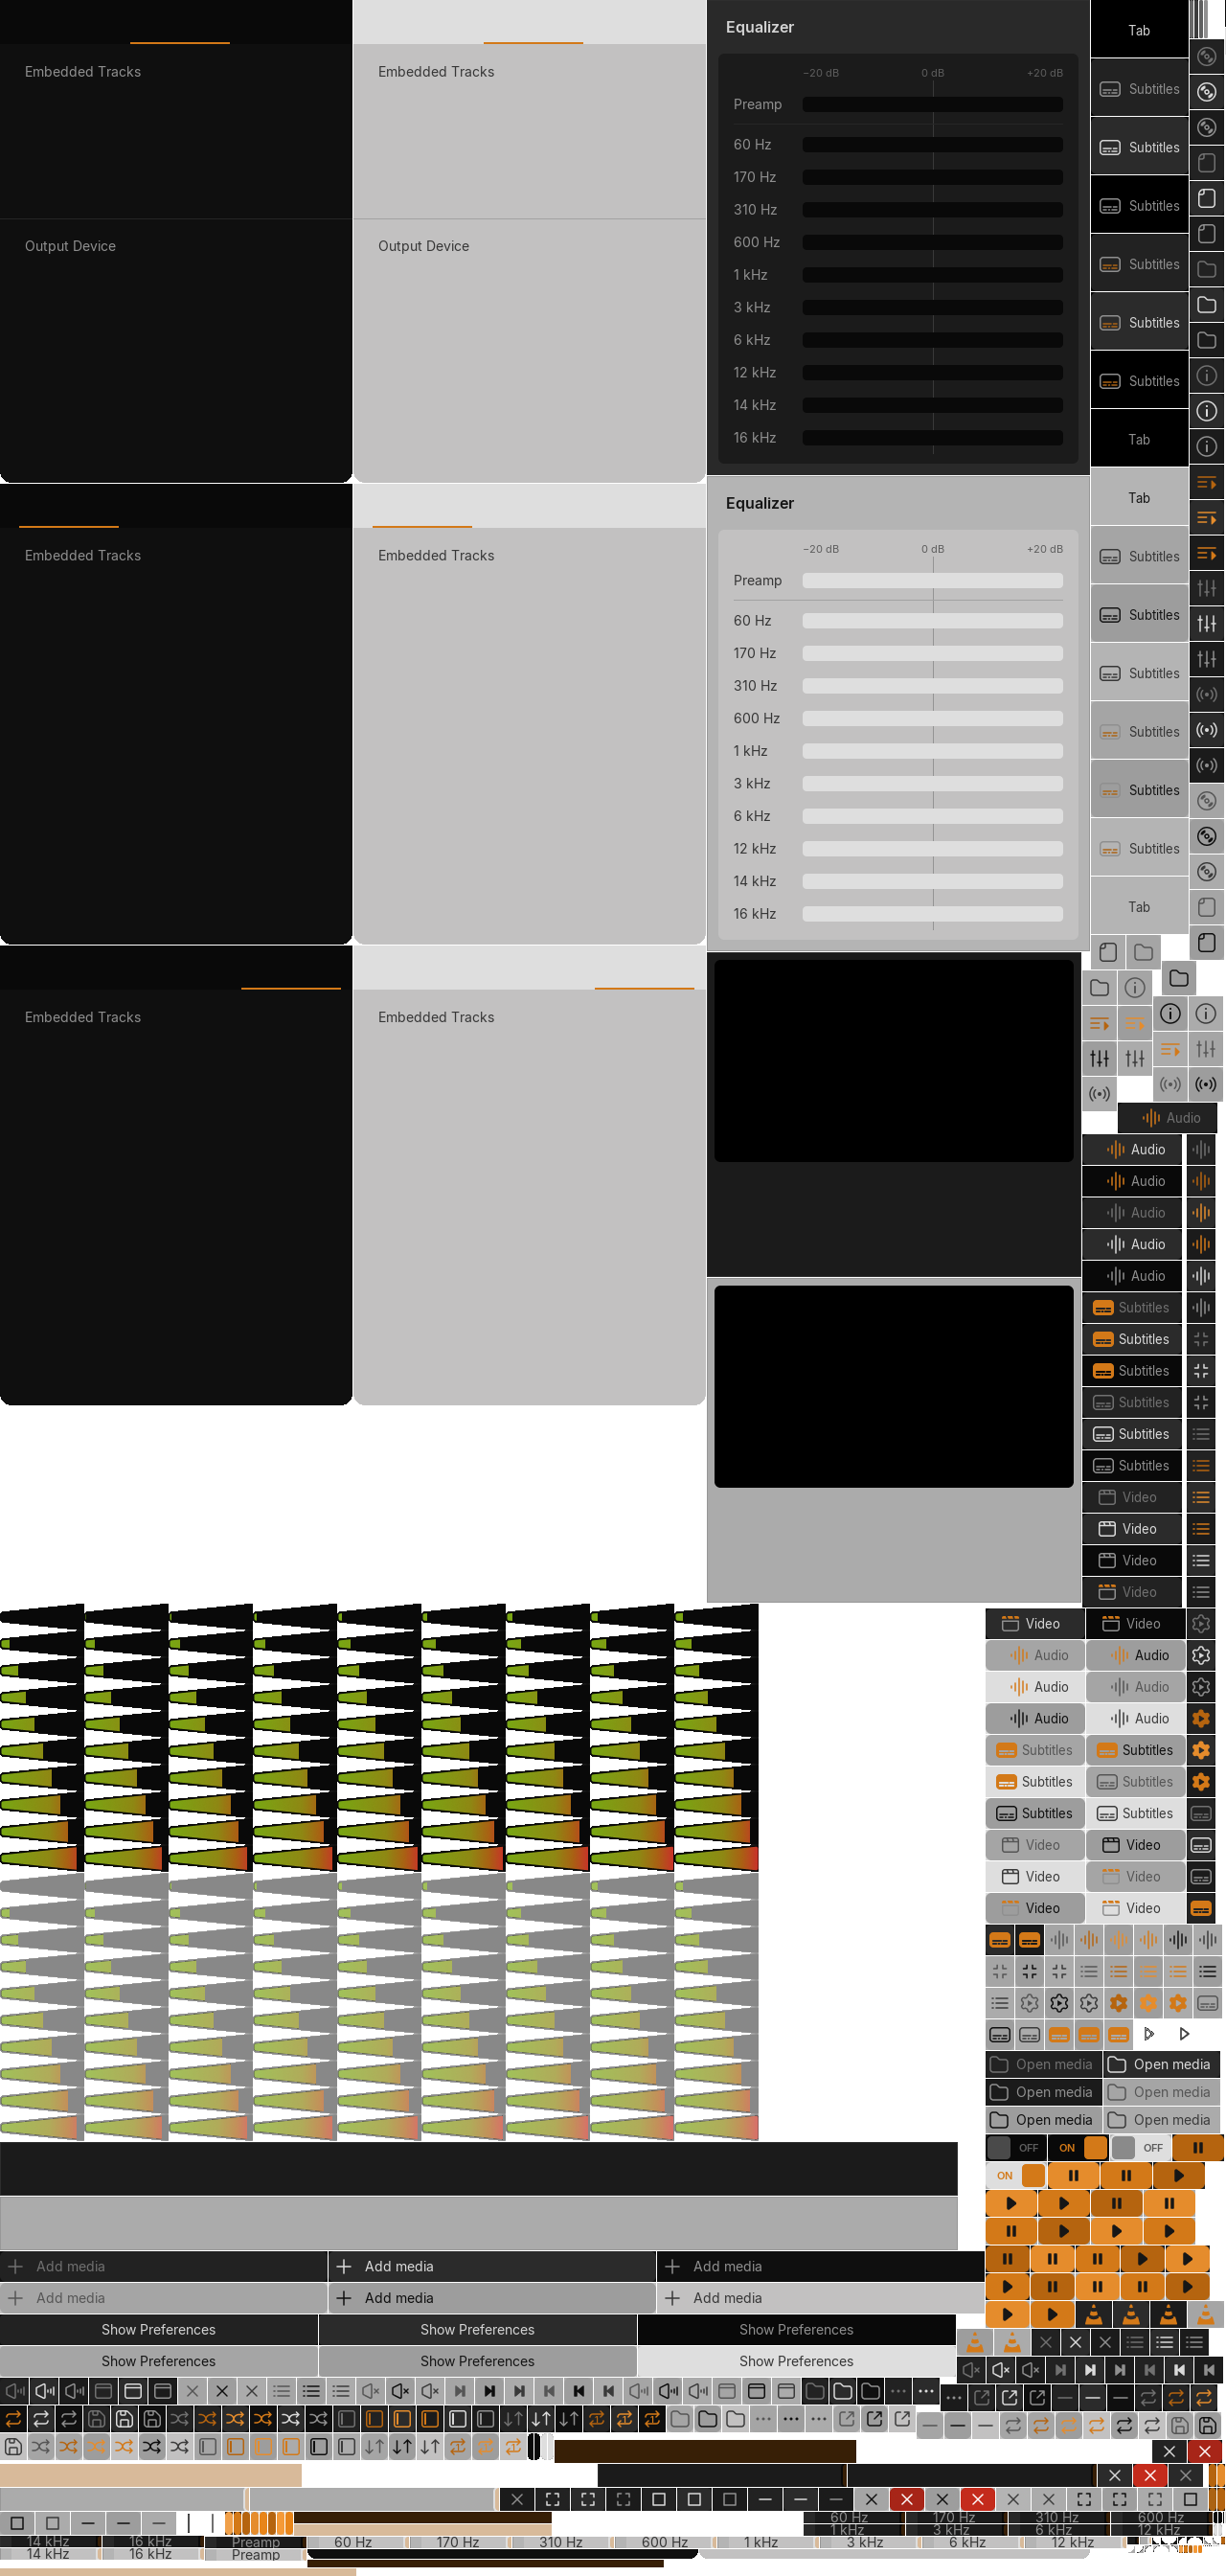 Embedded Tracks
Output Device
Embedded Tracks
Output Device
Embedded Tracks
Embedded Tracks
Embedded Tracks
Embedded Tracks
Equalizer
−20 dB 0 dB +20 dB
Preamp
60 Hz
170 Hz
310 Hz
600 Hz
1 kHz
3 kHz
6 kHz
12 kHz
14 kHz
16 kHz
Equalizer
−20 dB 0 dB +20 dB
Preamp
60 Hz
170 Hz
310 Hz
600 Hz
1 kHz
3 kHz
6 kHz
12 kHz
14 kHz
16 kHz
Tab
Subtitles
Subtitles
Subtitles
Subtitles
Subtitles
Subtitles
Tab
Tab
Subtitles
Subtitles
Subtitles
Subtitles
Subtitles
Subtitles
Tab
Audio
Audio
Audio
Audio
Audio
Audio
Subtitles
Subtitles
Subtitles
Subtitles
Subtitles
Subtitles
Video
Video
Video
Video
Video Video
Audio Audio
Audio Audio
Audio Audio
Subtitles Subtitles
Subtitles Subtitles
Subtitles Subtitles
Video Video
Video Video
Video Video
Open media Open media
Open media Open media
Open media Open media
OFF ON OFF
ON
Add media Add media Add media
Add media Add media Add media
Show Preferences Show Preferences Show Preferences
Show Preferences Show Preferences Show Preferences
60 Hz 170 Hz 310 Hz 600 Hz
1 kHz 3 kHz 6 kHz 12 kHz
14 kHz 16 kHz Preamp 60 Hz 170 Hz 310 Hz 600 Hz 1 kHz 3 kHz 6 kHz 12 kHz
14 kHz 16 kHz Preamp